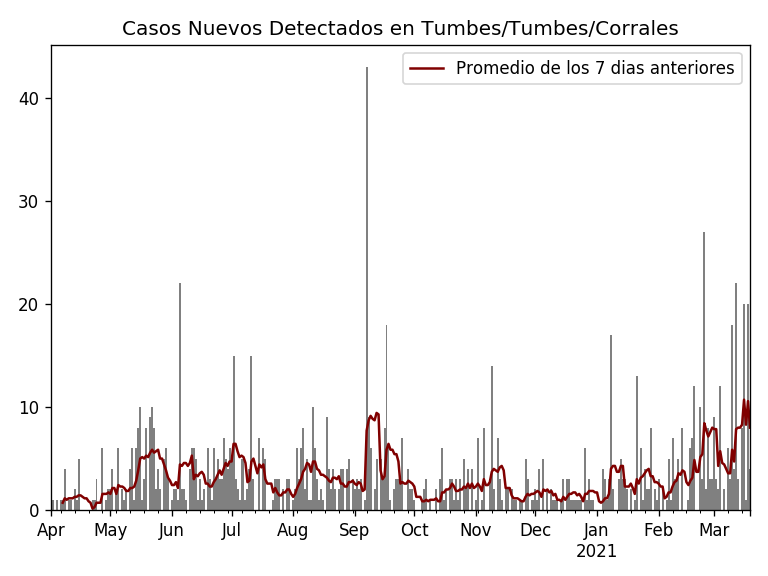 Casos Nuevos Detectados en Tumbes/Tumbes/Corrales
Promedio de los 7 dias anteriores
40
30
20
10
0
Apr May Jun Jul Aug Sep Oct Nov Dec Jan Feb Mar
2021